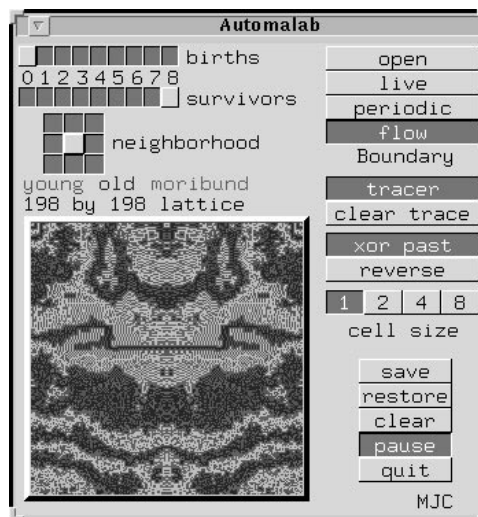 Automalab
births
0 1 2 3 4 5 6 7 8
survivors
neighborhood
young old moribund
198 by 198 lattice
open
live
periodic
flow
Boundary
tracer
clear trace
xor past
reverse
1 2 4 8
cell size
save
restore
clear
pause
quit
MJC